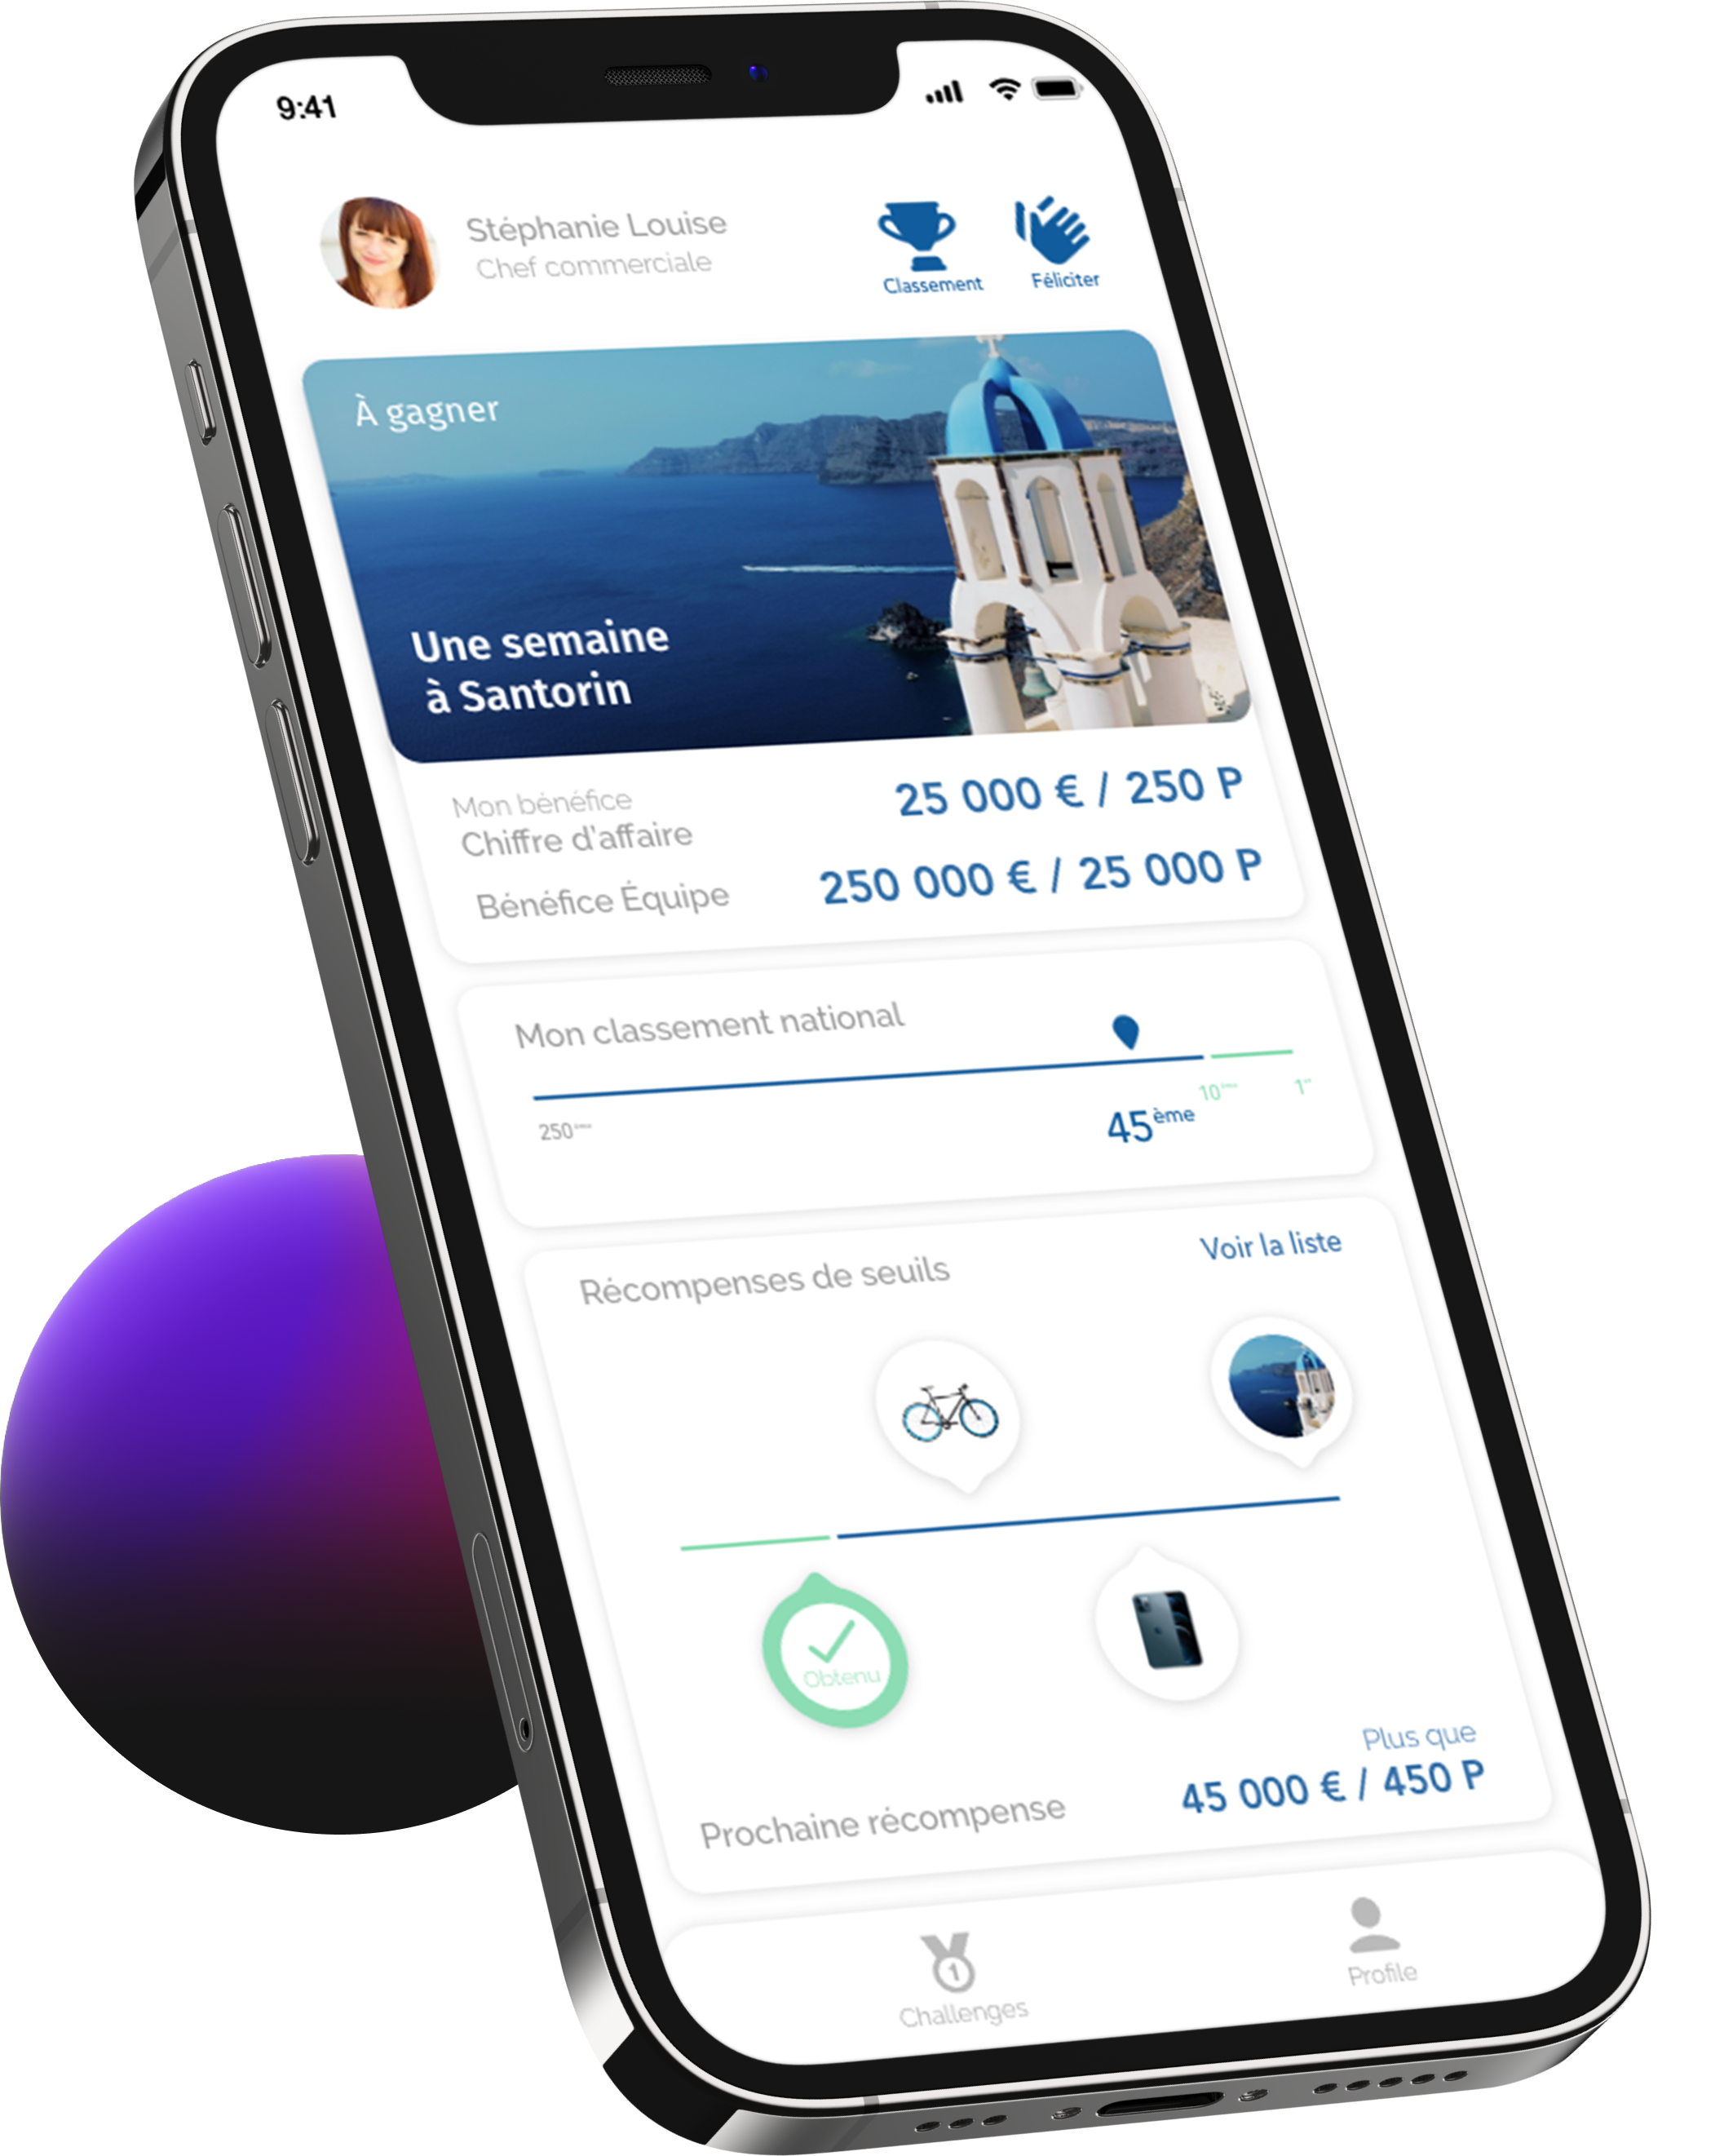 9:41
Stéphanie Louise
Chef commerciale
Classement
Féliciter
À gagner
Une semaine
à Santorin
Mon bénéfice
Chiffre d'affaire
25 000 € / 250 P
Bénéfice Équipe
250 000 € / 25 000 P
Mon classement national
250ème
45ème
10ème
1er
Récompenses de seuils
Voir la liste
Obtenu
Plus que
45 000 € / 450 P
Prochaine récompense
1
Challenges
Profile